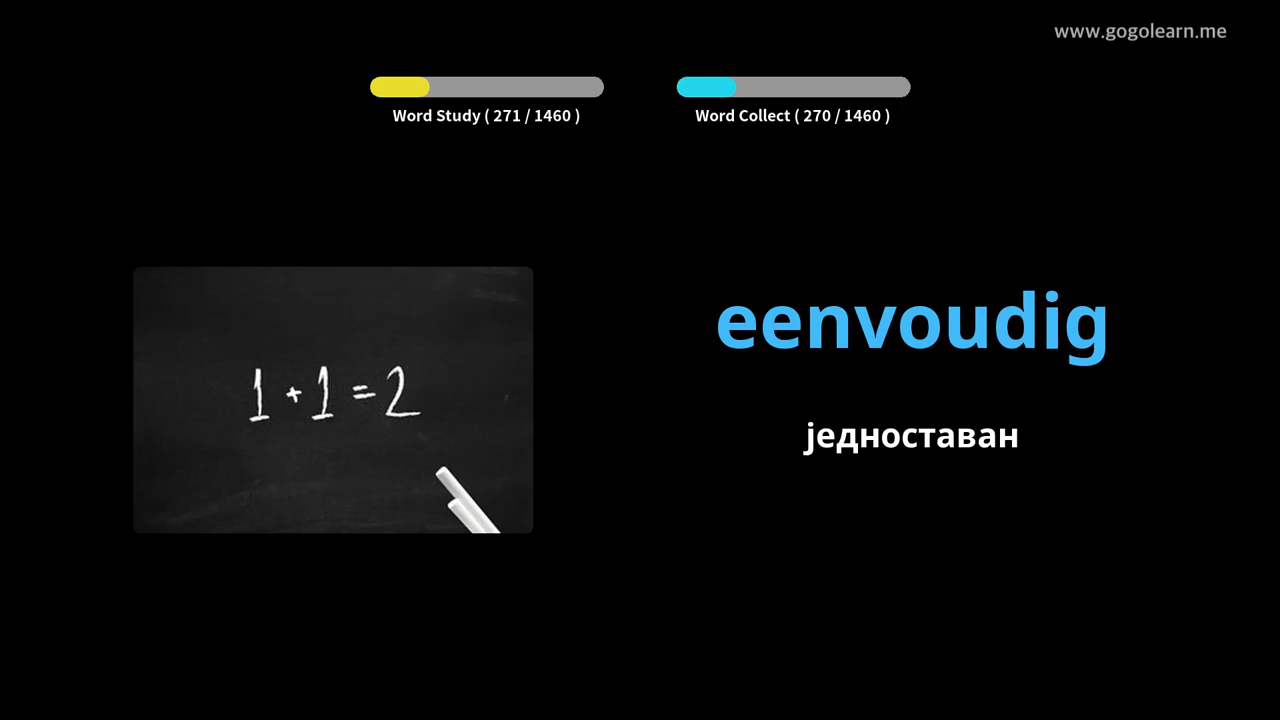 www.gogolearn.me
Word Study ( 271 / 1460 )
Word Collect ( 270 / 1460 )
1 + 1 = 2
eenvoudig
једноставан